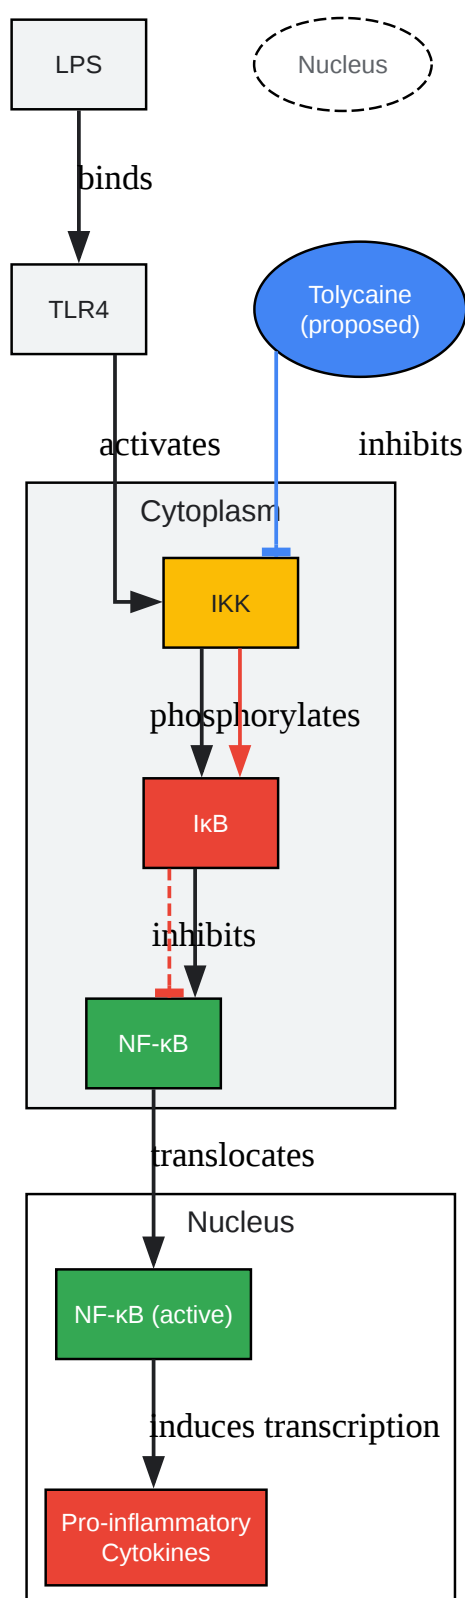 LPS
Nucleus
binds
TLR4
Tolycaine
(proposed)
activates
inhibits
Cytoplasm
IKK
phosphorylates
IκB
inhibits
NF-κB
translocates
Nucleus
NF-κB (active)
induces transcription
Pro-inflammatory
Cytokines